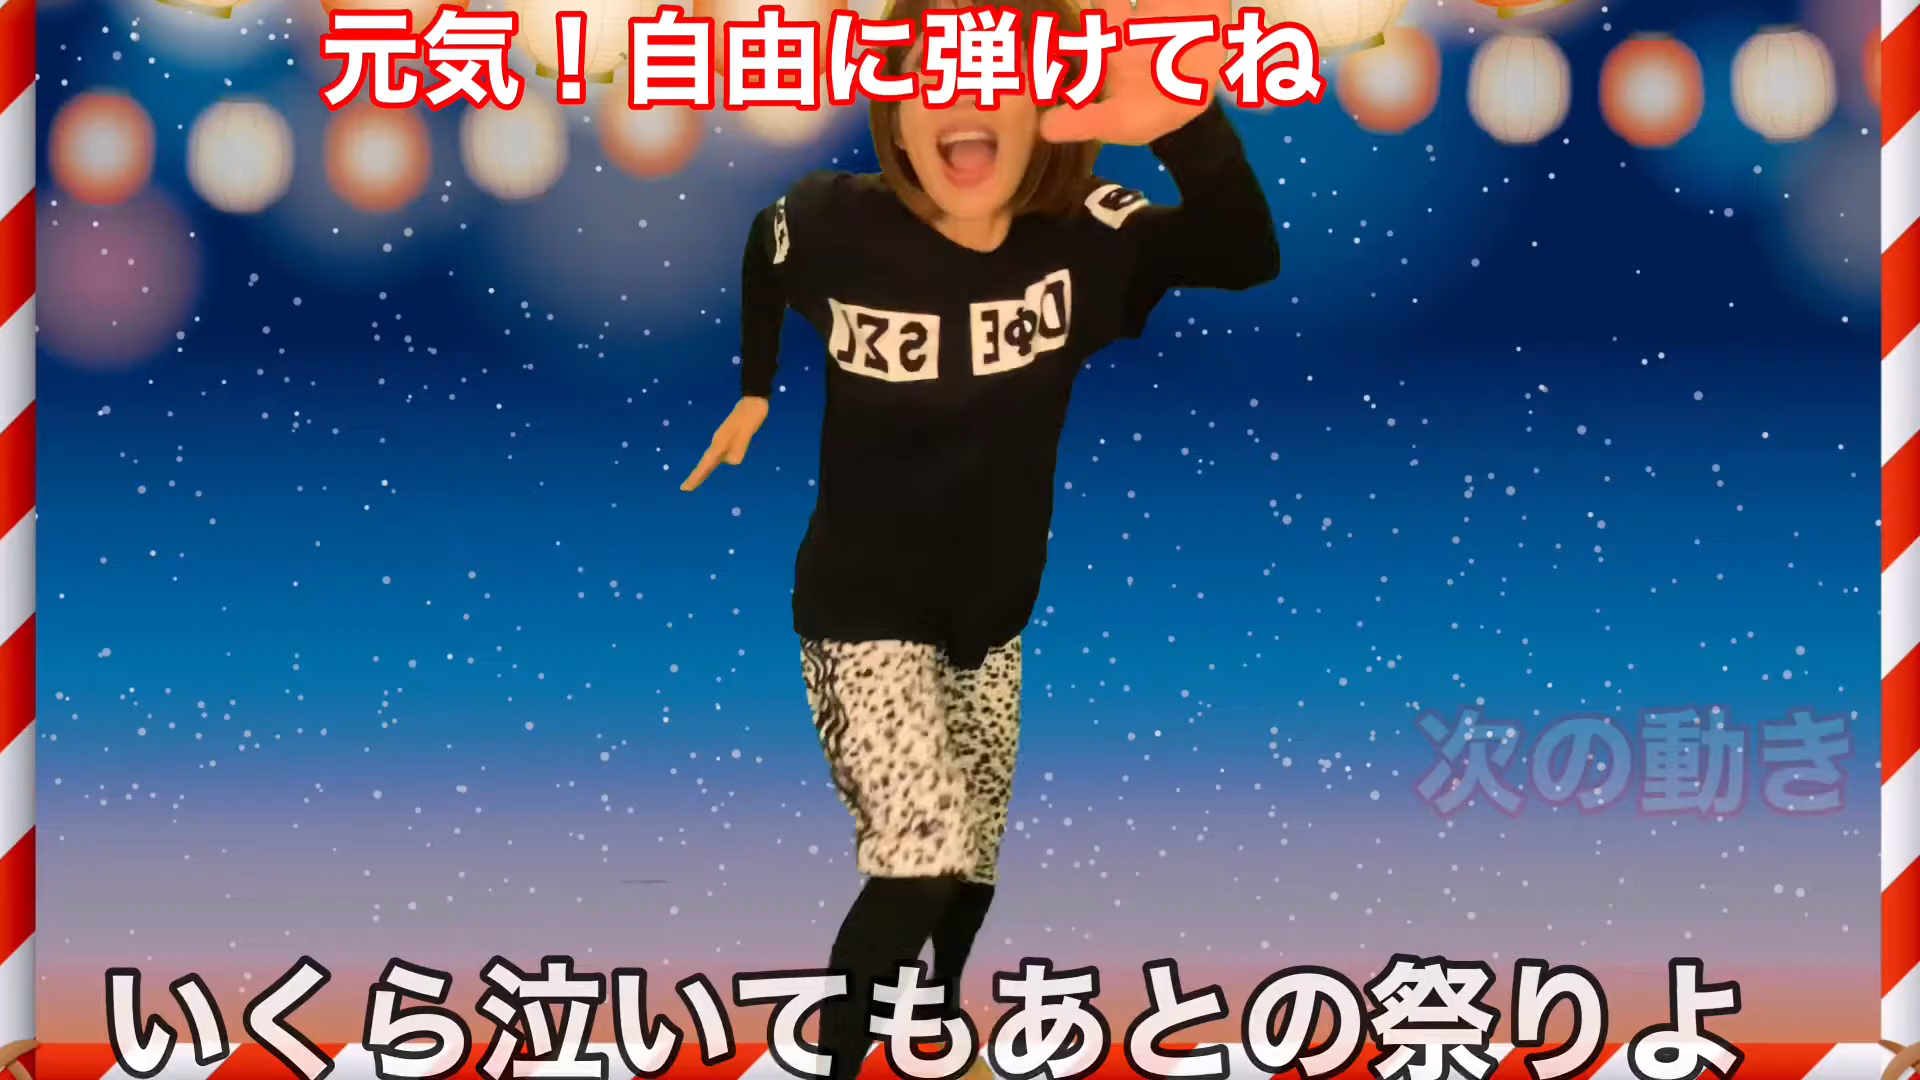 元気！自由に弾けてね
次の動き
いくら泣いてもあとの祭りよ